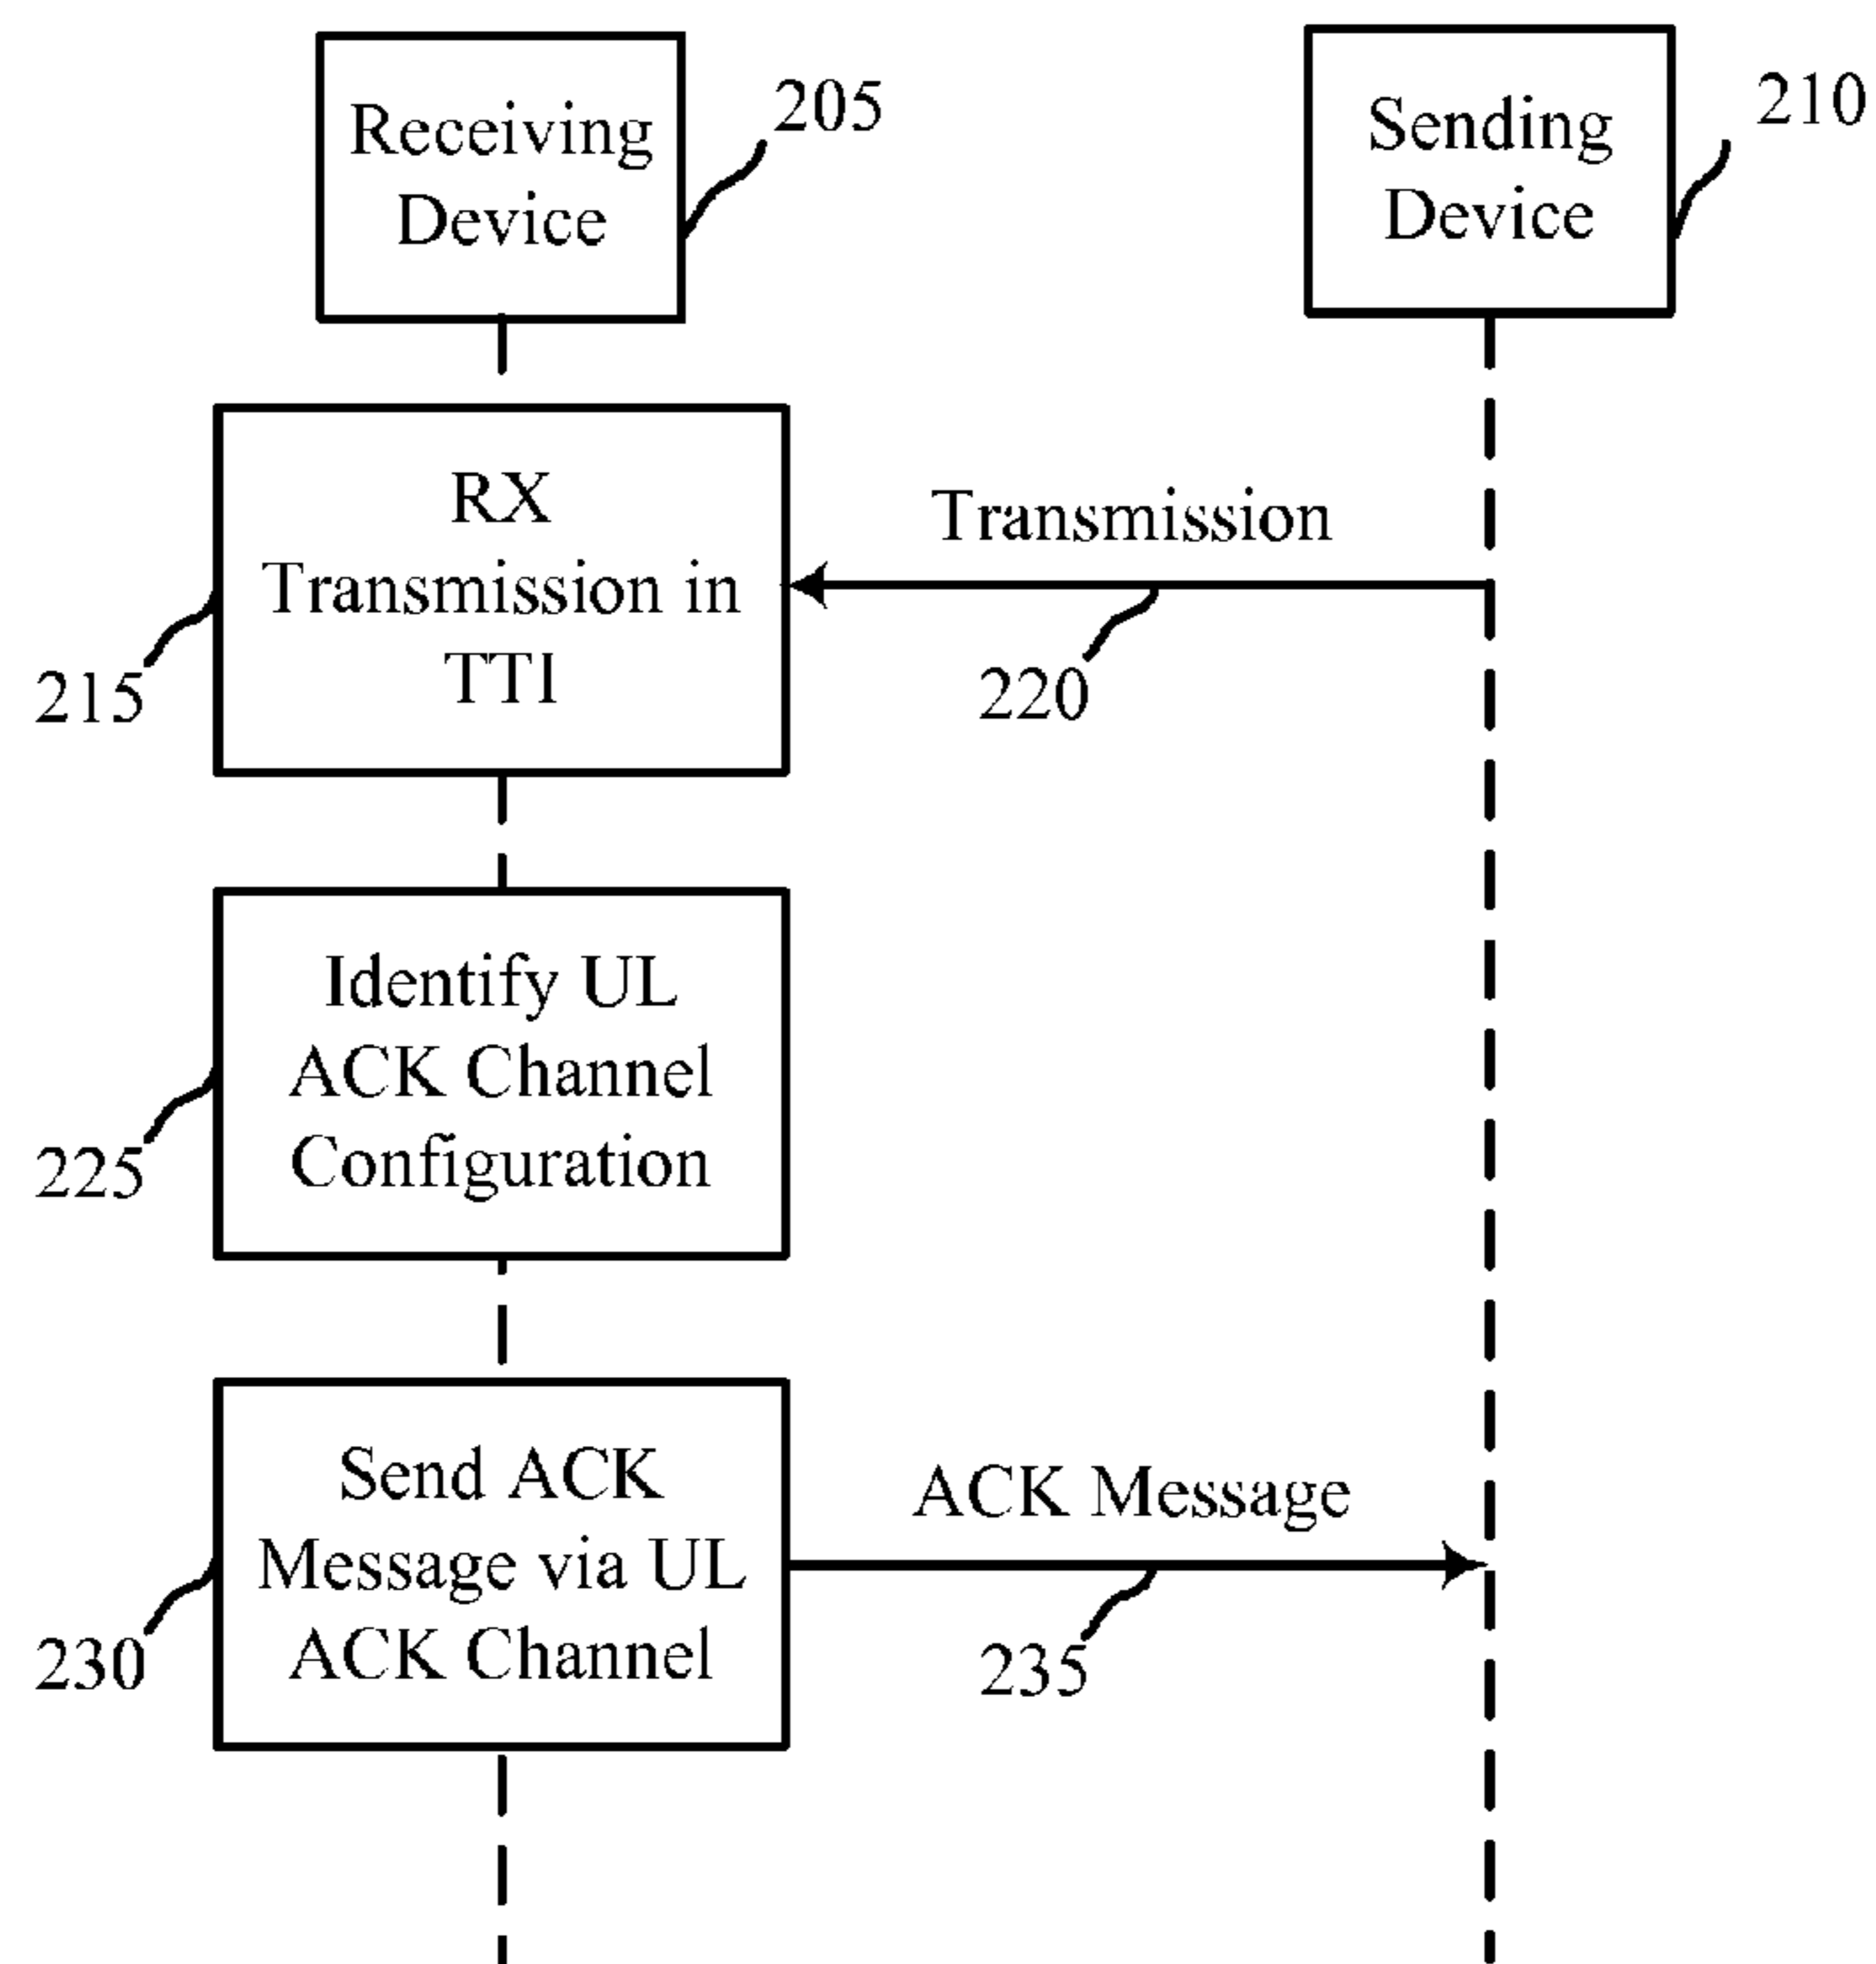 Receiving
Device
205
Sending
Device
210
RX
Transmission in
TTI
215
Transmission
220
Identify UL
ACK Channel
Configuration
225
Send ACK
Message via UL
ACK Channel
230
ACK Message
235